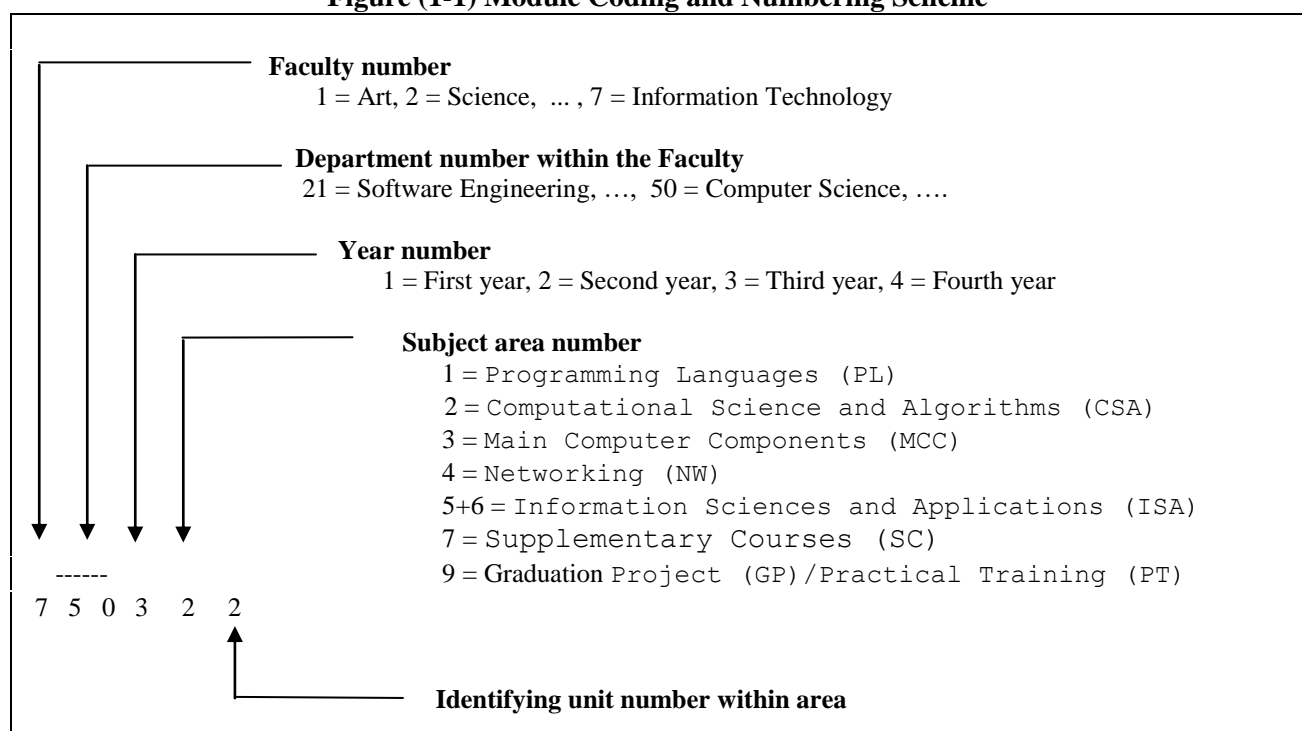 Figure (1-1) Module Coding and Numbering Scheme
Faculty number
1 = Art, 2 = Science, ... , 7 = Information Technology
Department number within the Faculty
21 = Software Engineering, …, 50 = Computer Science, ….
Year number
1 = First year, 2 = Second year, 3 = Third year, 4 = Fourth year
Subject area number
1 = Programming Languages (PL)
2 = Computational Science and Algorithms (CSA)
3 = Main Computer Components (MCC)
4 = Networking (NW)
5+6 = Information Sciences and Applications (ISA)
7 = Supplementary Courses (SC)
9 = Graduation Project (GP)/Practical Training (PT)
------
7 5 0 3 2 2
Identifying unit number within area